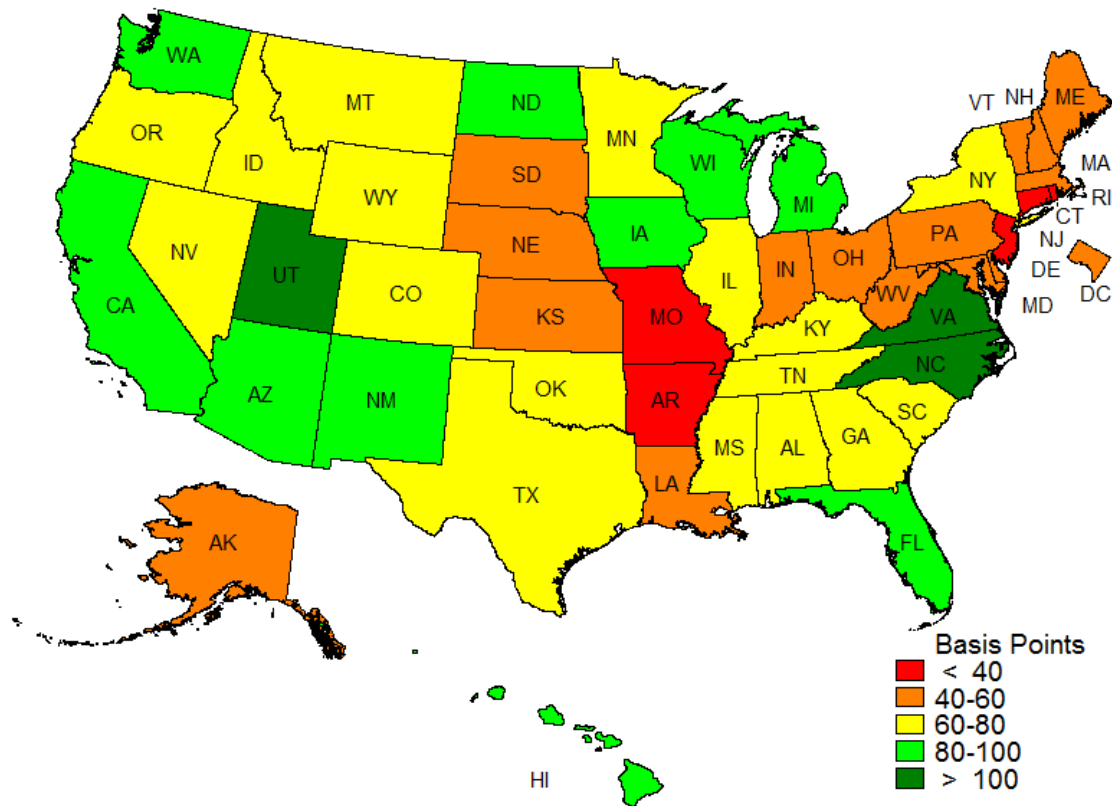 WA
MT
ND
MN
VT
NH
ME
OR
ID
SD
WI
NY
MA
WY
MI
RI
CT
NV
NE
IA
PA
NJ
UT
CO
IL
IN
OH
DE
CA
KS
MO
WV
DC
MD
KY
VA
AZ
NM
OK
AR
TN
NC
SC
MS
AL
GA
TX
LA
AK
FL
HI
Basis Points
< 40
40-60
60-80
80-100
> 100